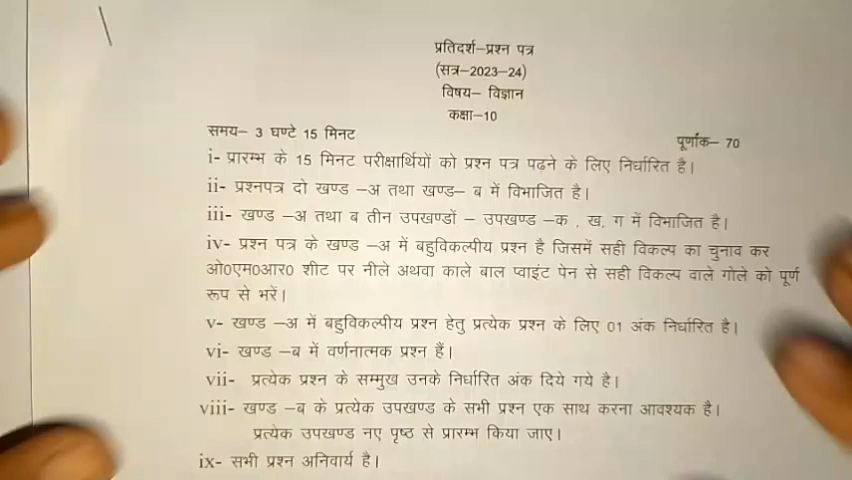 प्रतिदर्श–प्रश्न पत्र
(सत्र–2023–24)
विषय– विज्ञान
कक्षा–10
समय– 3 घण्टे 15 मिनट पूर्णांक– 70
i- प्रारम्भ के 15 मिनट परीक्षार्थियों को प्रश्न पत्र पढ़ने के लिए निर्धारित है।
ii- प्रश्नपत्र दो खण्ड –अ तथा खण्ड– ब में विभाजित है।
iii- खण्ड –अ तथा ब तीन उपखण्डों – उपखण्ड –क , ख, ग में विभाजित है।
iv- प्रश्न पत्र के खण्ड –अ में बहुविकल्पीय प्रश्न है जिसमें सही विकल्प का चुनाव कर
ओ0एम0आर0 शीट पर नीले अथवा काले बाल प्वाइंट पेन से सही विकल्प वाले गोले को पूर्ण
रूप से भरें।
v- खण्ड –अ में बहुविकल्पीय प्रश्न हेतु प्रत्येक प्रश्न के लिए 01 अंक निर्धारित है।
vi- खण्ड –ब में वर्णनात्मक प्रश्न हैं।
vii- प्रत्येक प्रश्न के सम्मुख उनके निर्धारित अंक दिये गये है।
viii- खण्ड –ब के प्रत्येक उपखण्ड के सभी प्रश्न एक साथ करना आवश्यक है।
प्रत्येक उपखण्ड नए पृष्ठ से प्रारम्भ किया जाए।
ix- सभी प्रश्न अनिवार्य है।